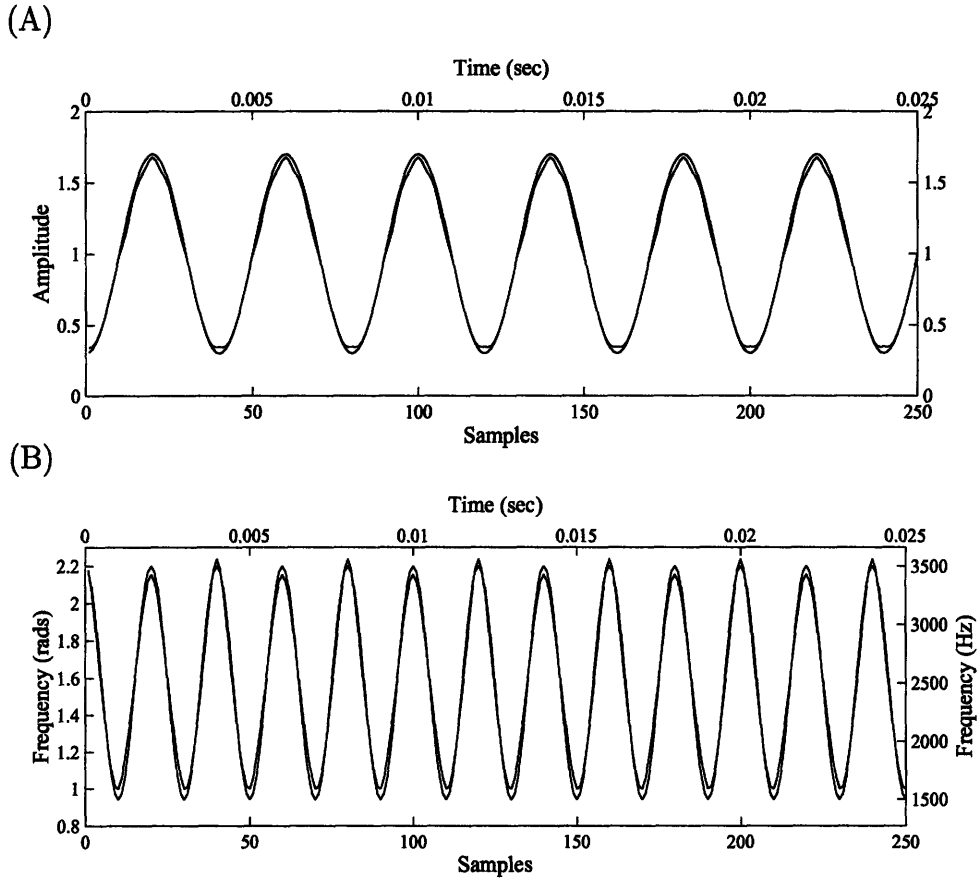 (A)
Time (sec)
0 0.005 0.01 0.015 0.02 0.025
2 2
1.5 1.5
Amplitude
1 1
0.5 0.5
0 0
0 50 100 150 200 250
Samples
(B)
Time (sec)
0 0.005 0.01 0.015 0.02 0.025
2.2 3500
2
1.8 3000
Frequency (rads) Frequency (Hz)
1.6 2500
1.4
1.2 2000
1 1500
0.8
0 50 100 150 200 250
Samples